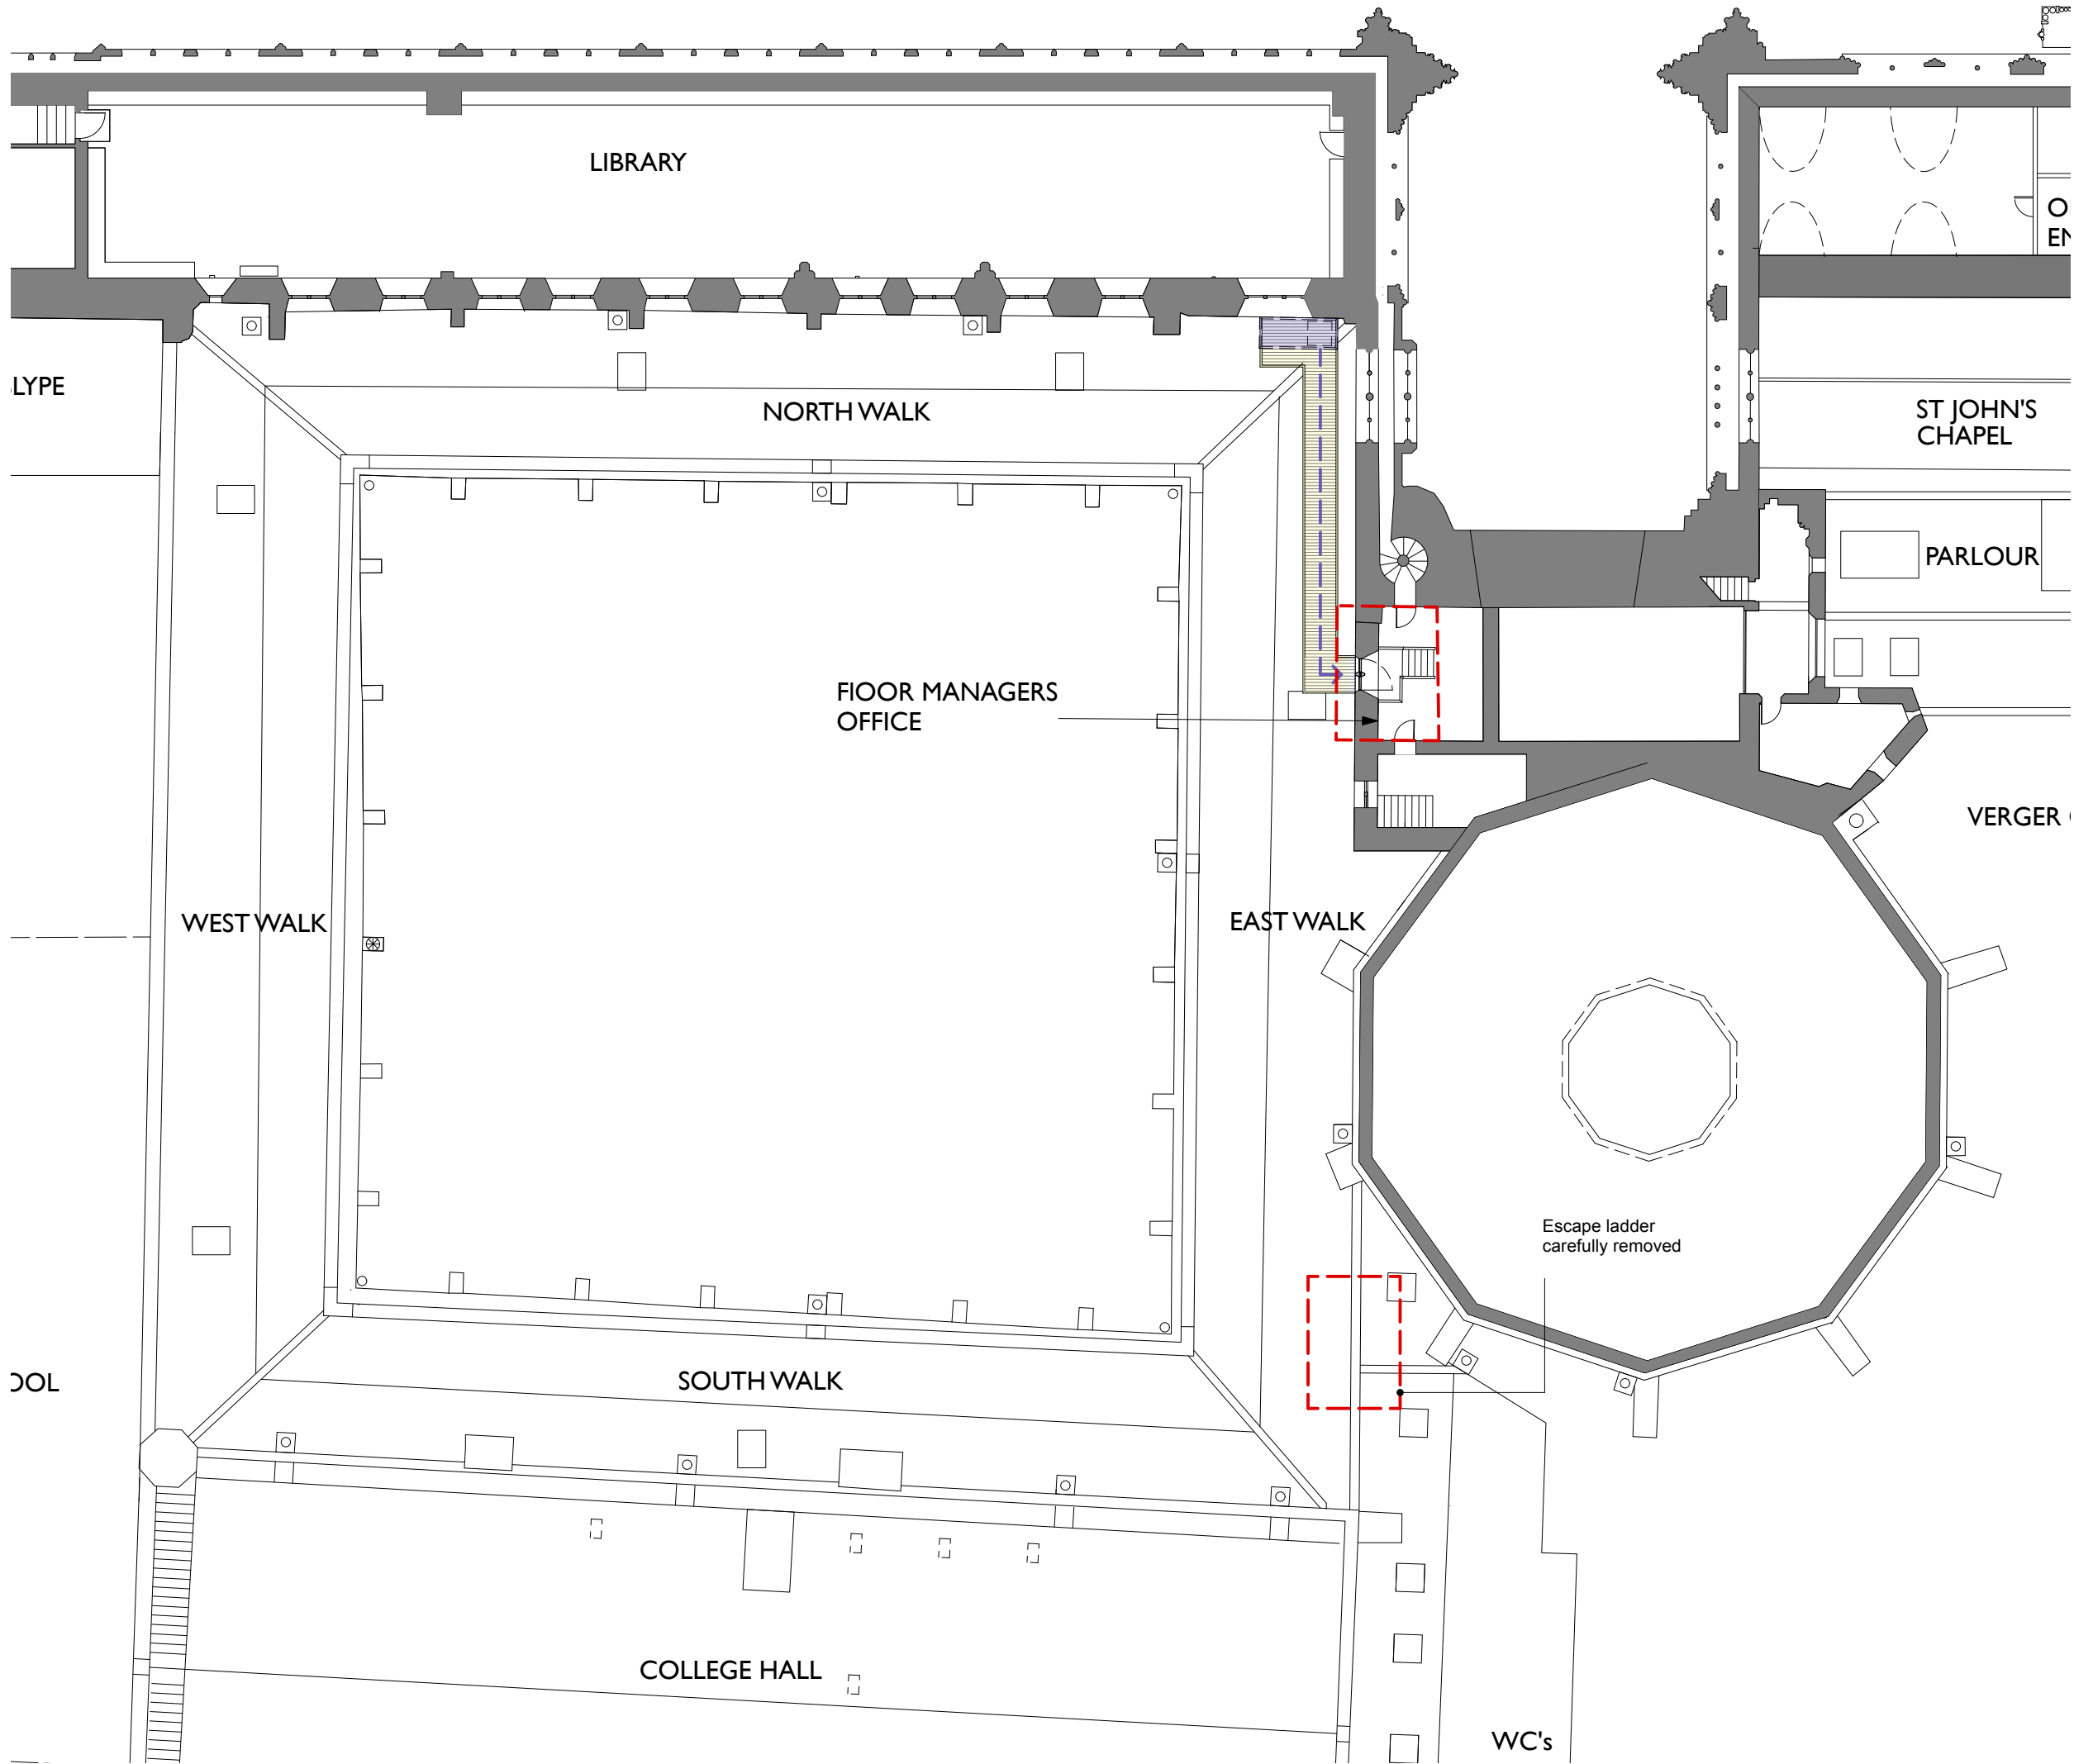 LIBRARY
O
EN
LYPE
NORTH WALK
ST JOHN'S
CHAPEL
PARLOUR
FIOOR MANAGERS
OFFICE
VERGER
WEST WALK
EAST WALK
Escape ladder
carefully removed
SOUTH WALK
OOL
COLLEGE HALL
WC's